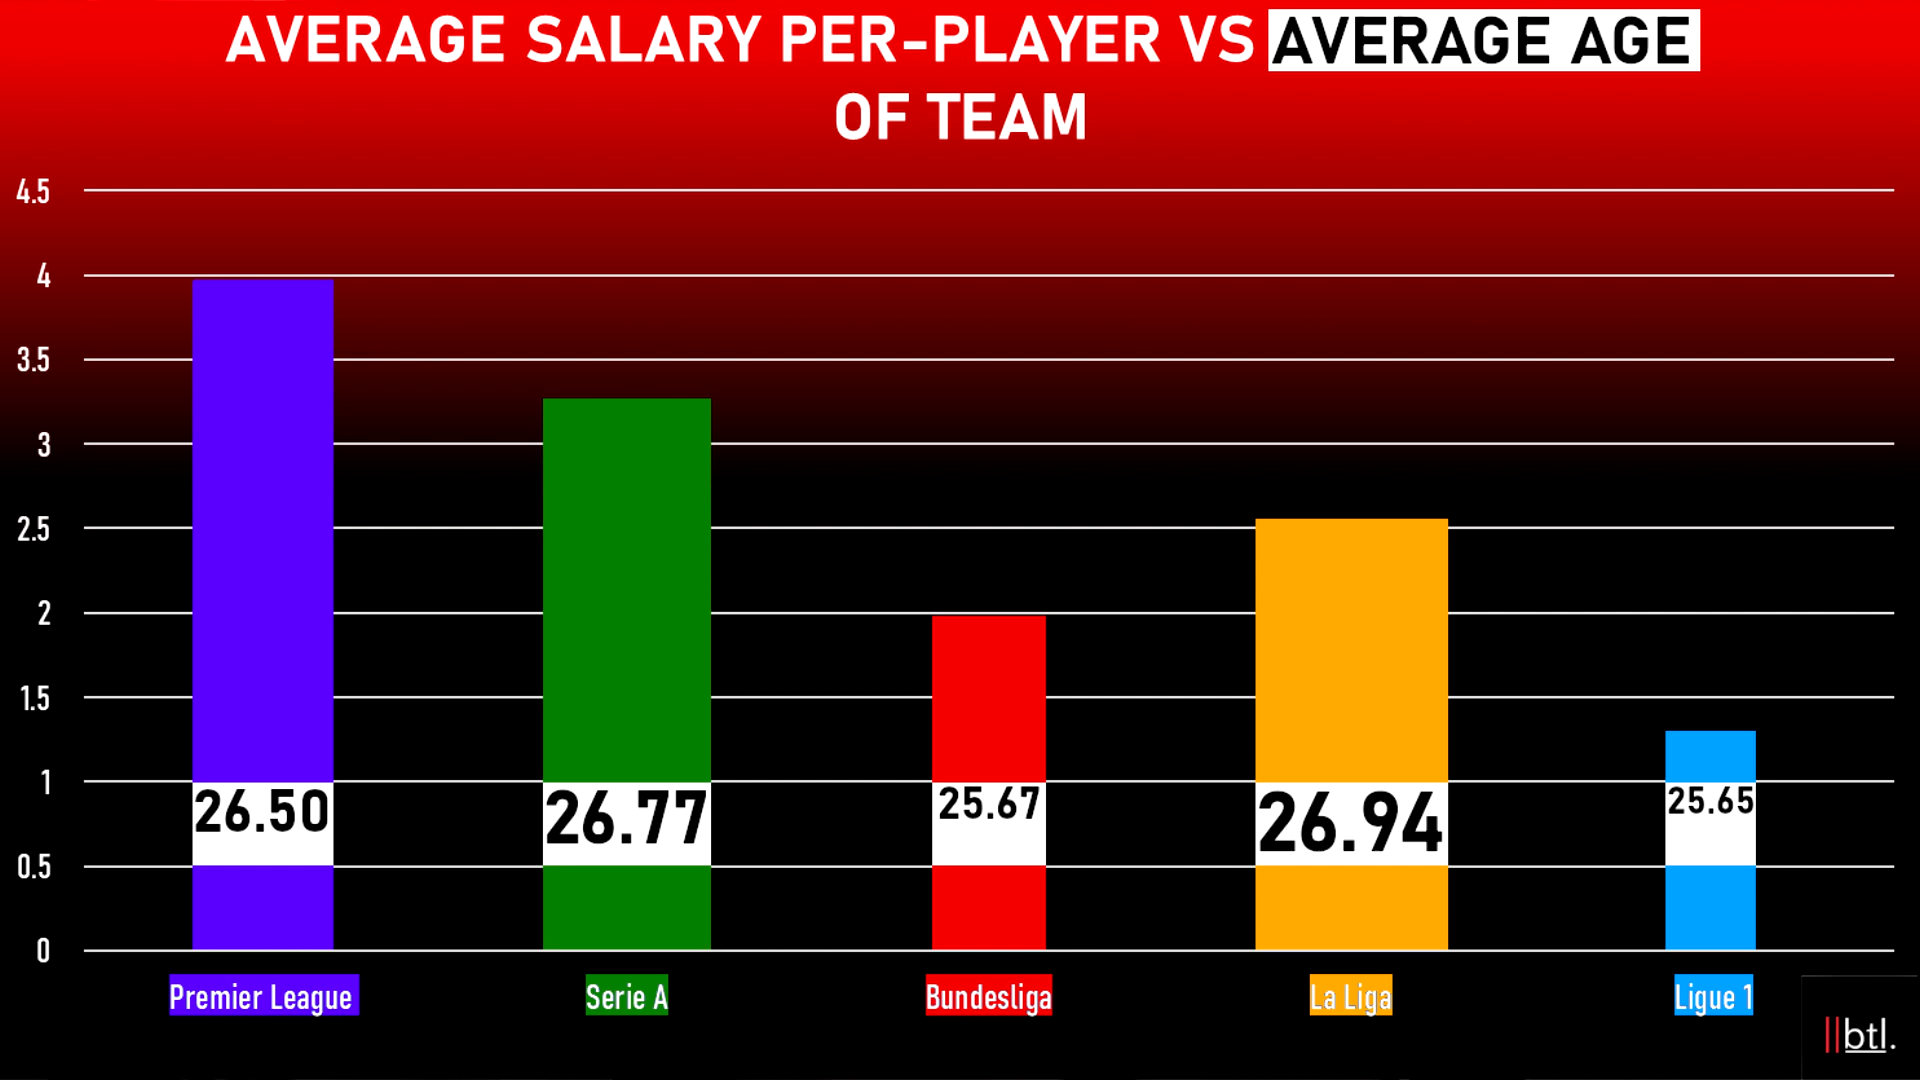 AVERAGE SALARY PER-PLAYER VS AVERAGE AGE
OF TEAM
4.5
4
3.5
3
2.5
2
1.5
1
0.5
0
26.50
26.77
25.67
26.94
25.65
Premier League
Serie A
Bundesliga
La Liga
Ligue 1
||btl.